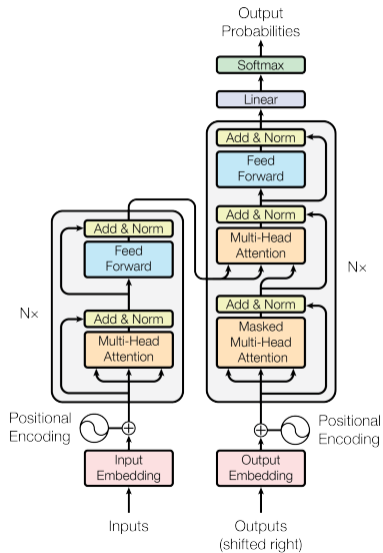 Output
Probabilities
Softmax
Linear
Add & Norm
Feed
Forward
Add & Norm
Multi-Head
Attention
Nx
Add & Norm
Masked
Multi-Head
Attention
Add & Norm
Feed
Forward
Nx
Add & Norm
Multi-Head
Attention
Positional
Encoding
Positional
Encoding
Input
Embedding
Output
Embedding
Inputs
Outputs
(shifted right)